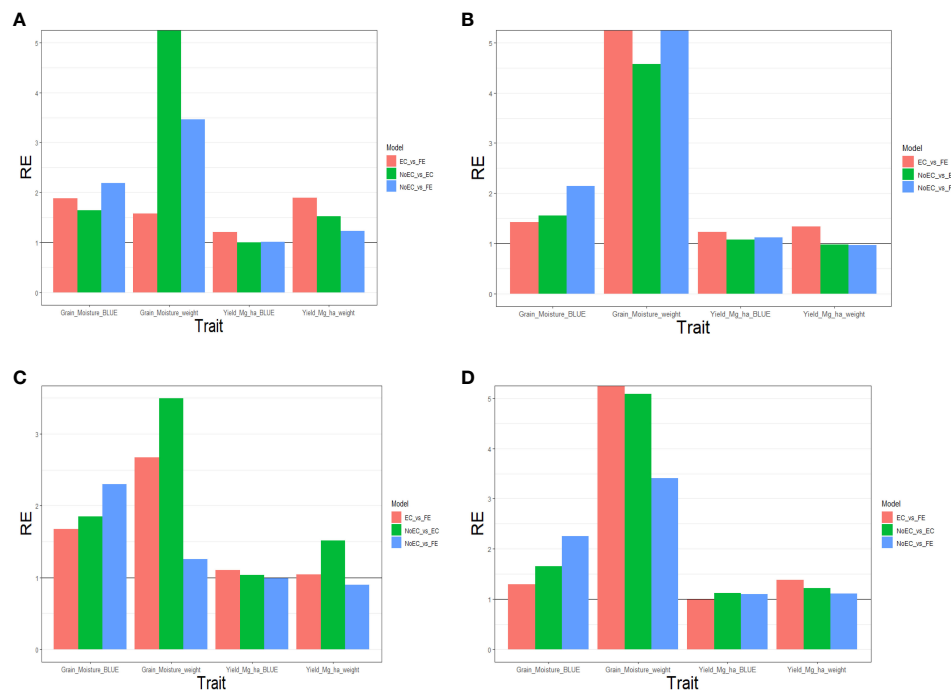 A
RE
5
4
3
2
1
0
Grain_Moisture_BLUE Grain_Moisture_weight Yield_Mg_ha_BLUE Yield_Mg_ha_weight
Trait
Model
EC_vs_FE
NoEC_vs_EC
NoEC_vs_FE
B
RE
5
4
3
2
1
0
Grain_Moisture_BLUE Grain_Moisture_weight Yield_Mg_ha_BLUE Yield_Mg_ha_weight
Trait
Model
EC_vs_FE
NoEC_vs_E
NoEC_vs_F
C
RE
3
2
1
0
Grain_Moisture_BLUE Grain_Moisture_weight Yield_Mg_ha_BLUE Yield_Mg_ha_weight
Trait
Model
EC_vs_FE
NoEC_vs_EC
NoEC_vs_FE
D
RE
5
4
3
2
1
0
Grain_Moisture_BLUE Grain_Moisture_weight Yield_Mg_ha_BLUE Yield_Mg_ha_weight
Trait
Model
EC_vs_FE
NoEC_vs_EC
NoEC_vs_FE